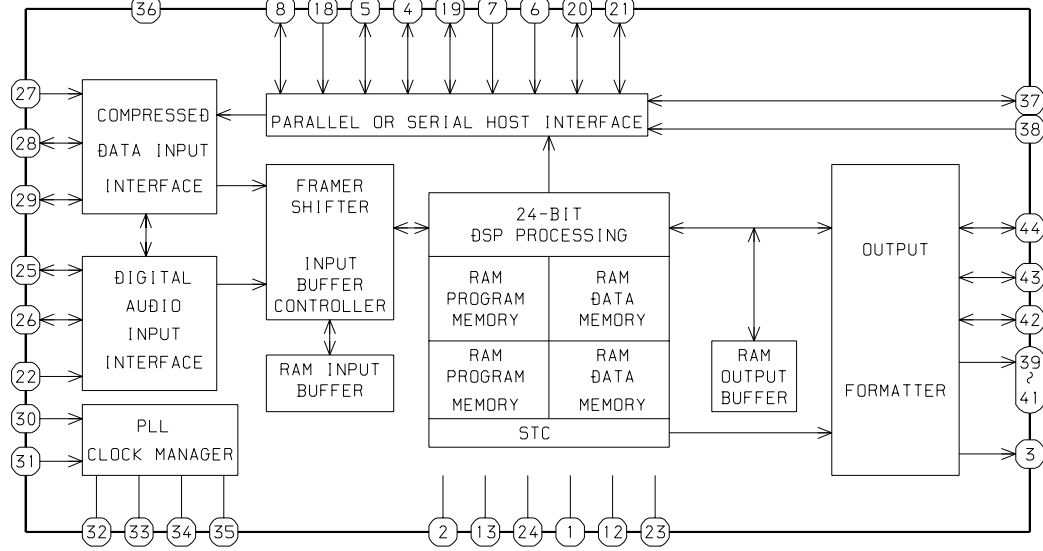 36
8
18
5
4
19
7
6
20
21
27
28
29
COMPRESSED
DATA INPUT
INTERFACE
PARALLEL OR SERIAL HOST INTERFACE
37
38
FRAMER
SHIFTER
INPUT
BUFFER
CONTROLLER
24-BIT
DSP PROCESSING
RAM
PROGRAM
MEMORY
RAM
DATA
MEMORY
RAM
PROGRAM
MEMORY
RAM
DATA
MEMORY
STC
25
26
22
DIGITAL
AUDIO
INPUT
INTERFACE
RAM INPUT
BUFFER
RAM
OUTPUT
BUFFER
OUTPUT
FORMATTER
44
43
42
39
~
41
3
30
31
PLL
CLOCK MANAGER
32
33
34
35
2
13
24
1
12
23